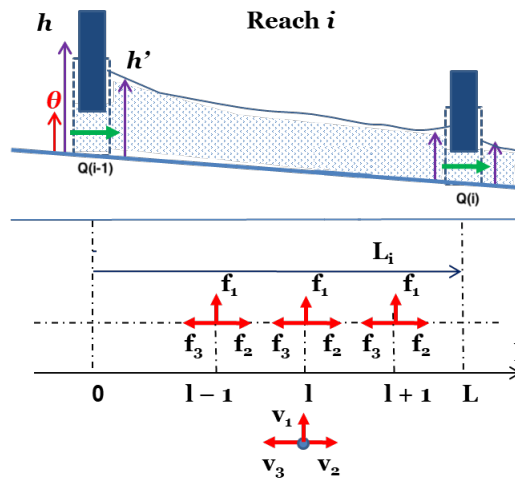 Reach i
h
h'
θ
Q(i-1)
Q(i)
Lᵢ
f₁ f₁ f₁
f₃ f₂ f₃ f₂ f₃ f₂
0 l – 1 l l + 1 L
v₁
v₃ v₂